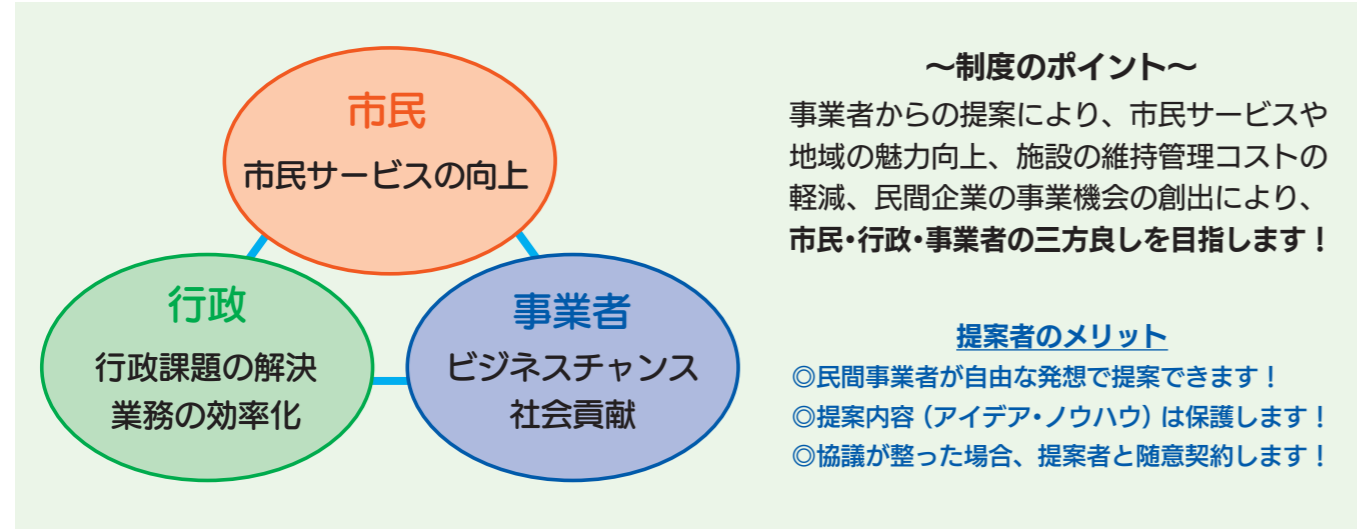 市民
市民サービスの向上
行政
行政課題の解決
業務の効率化
事業者
ビジネスチャンス
社会貢献
～制度のポイント～
事業者からの提案により、市民サービスや
地域の魅力向上、施設の維持管理コストの
軽減、民間企業の事業機会の創出により、
市民・行政・事業者の三方良しを目指します！
提案者のメリット
◎民間事業者が自由な発想で提案できます！
◎提案内容（アイデア・ノウハウ）は保護します！
◎協議が整った場合、提案者と随意契約します！